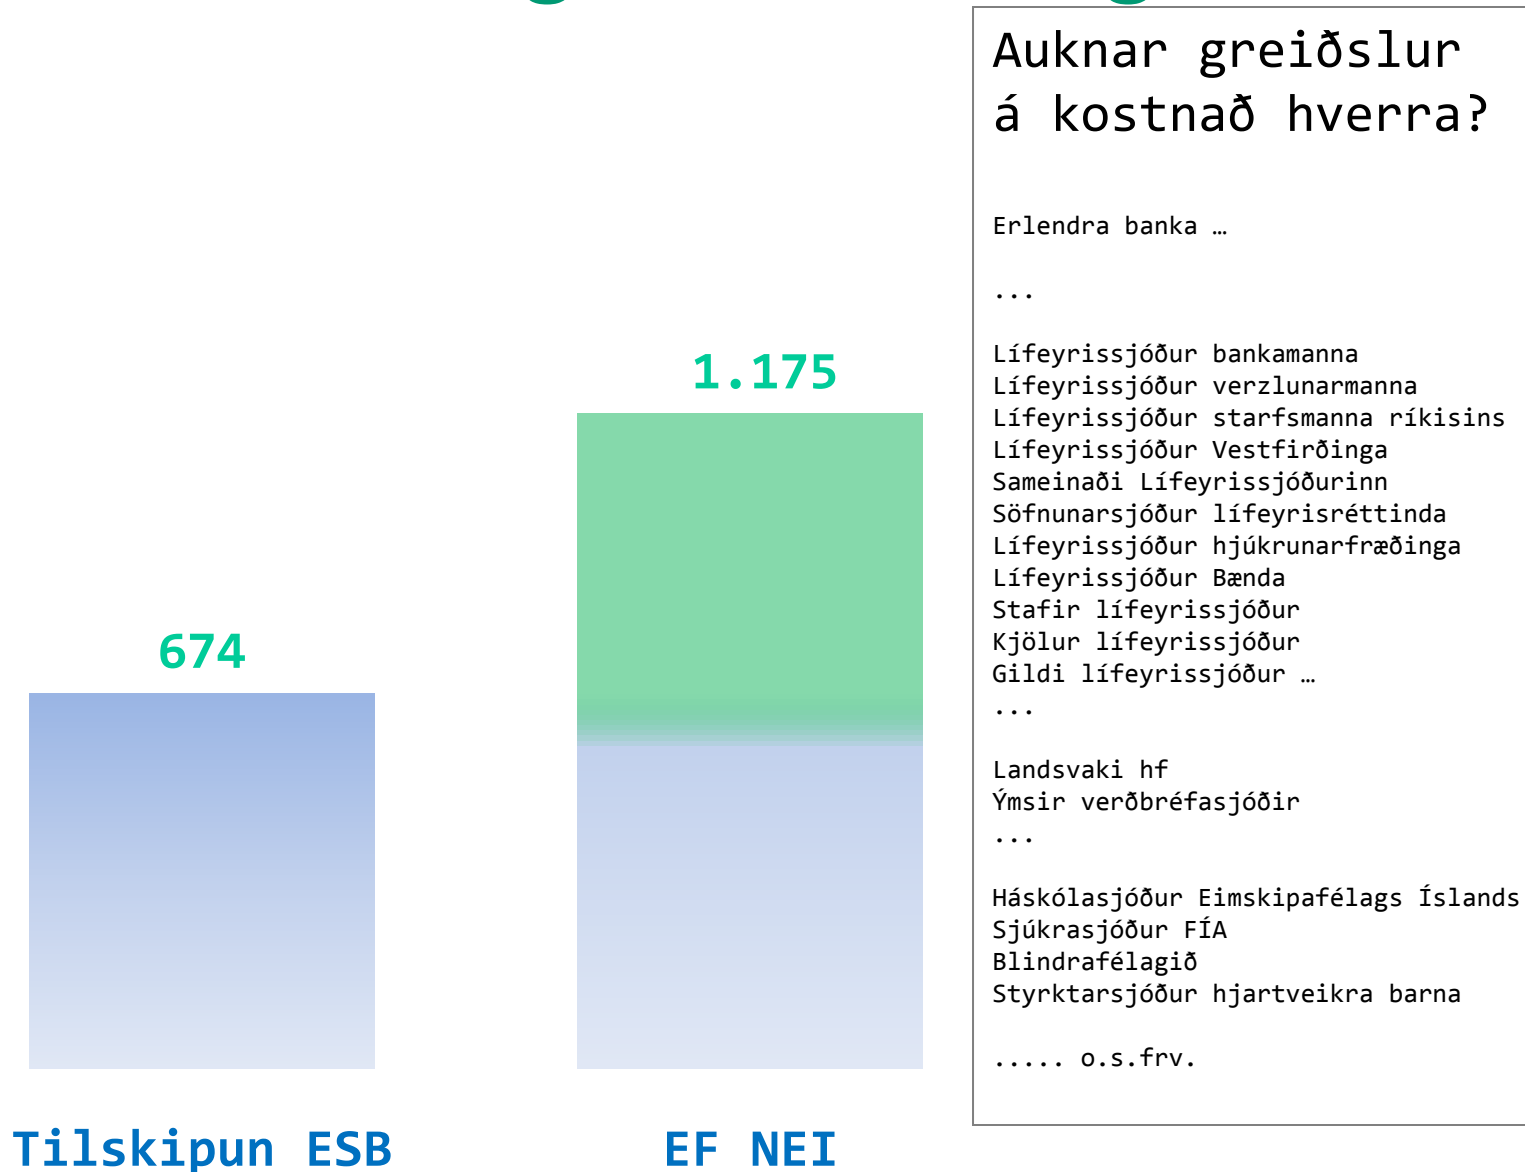 Auknar greiðslur
á kostnað hverra?
Erlendra banka …
...
Lífeyrissjóður bankamanna
Lífeyrissjóður verzlunarmanna
Lífeyrissjóður starfsmanna ríkisins
Lífeyrissjóður Vestfirðinga
Sameinaði Lífeyrissjóðurinn
Söfnunarsjóður lífeyrisréttinda
Lífeyrissjóður hjúkrunarfræðinga
Lífeyrissjóður Bænda
Stafir lífeyrissjóður
Kjölur lífeyrissjóður
Gildi lífeyrissjóður …
...
Landsvaki hf
Ýmsir verðbréfasjóðir
...
Háskólasjóður Eimskipafélags Íslands
Sjúkrasjóður FÍA
Blindrafélagið
Styrktarsjóður hjartveikra barna
..... o.s.frv.
1.175
674
Tilskipun ESB
EF NEI